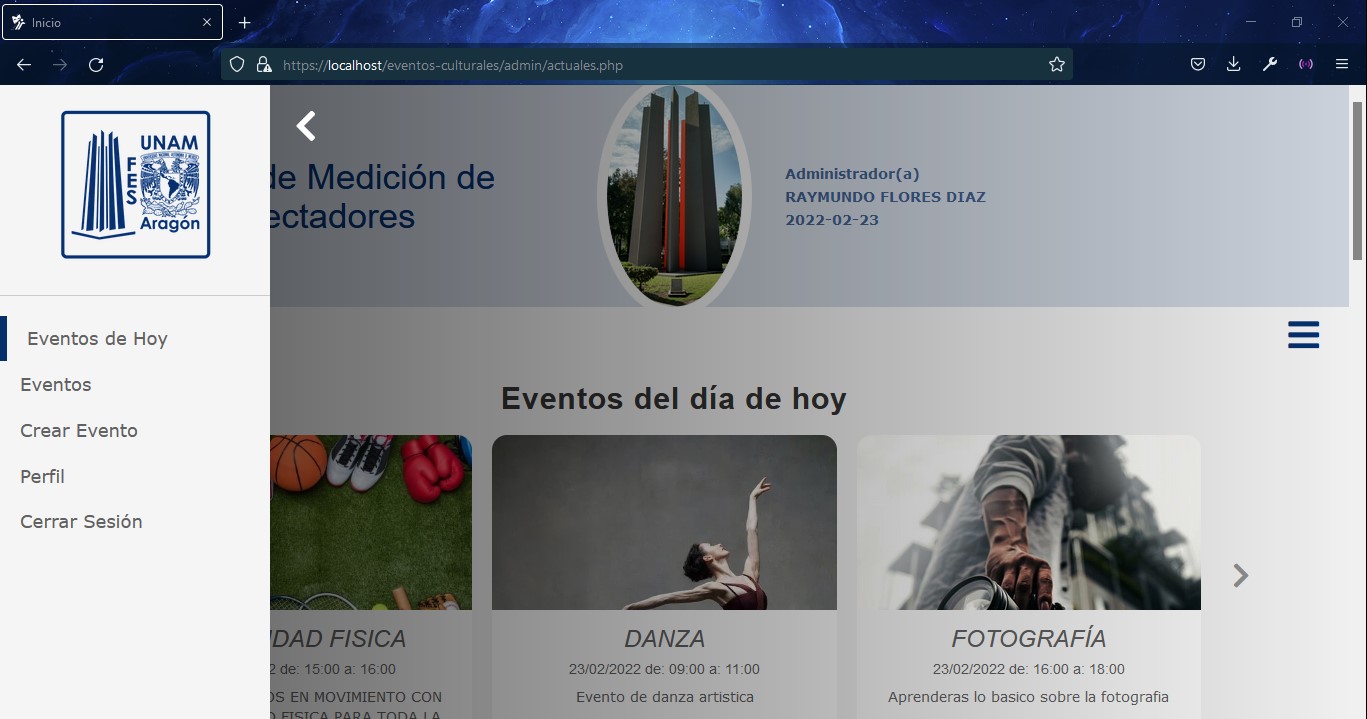 Inicio
https://localhost/eventos-culturales/admin/actuales.php
UNAM
FES
Aragón
de Medición de
ectadores
Administrador(a)
RAYMUNDO FLORES DIAZ
2022-02-23
Eventos de Hoy
Eventos
Crear Evento
Perfil
Cerrar Sesión
Eventos del día de hoy
IDAD FISICA
2 de: 15:00 a: 16:00
OS EN MOVIMIENTO CON
D FISICA PARA TODA LA
DANZA
23/02/2022 de: 09:00 a: 11:00
Evento de danza artistica
FOTOGRAFÍA
23/02/2022 de: 16:00 a: 18:00
Aprenderas lo basico sobre la fotografia